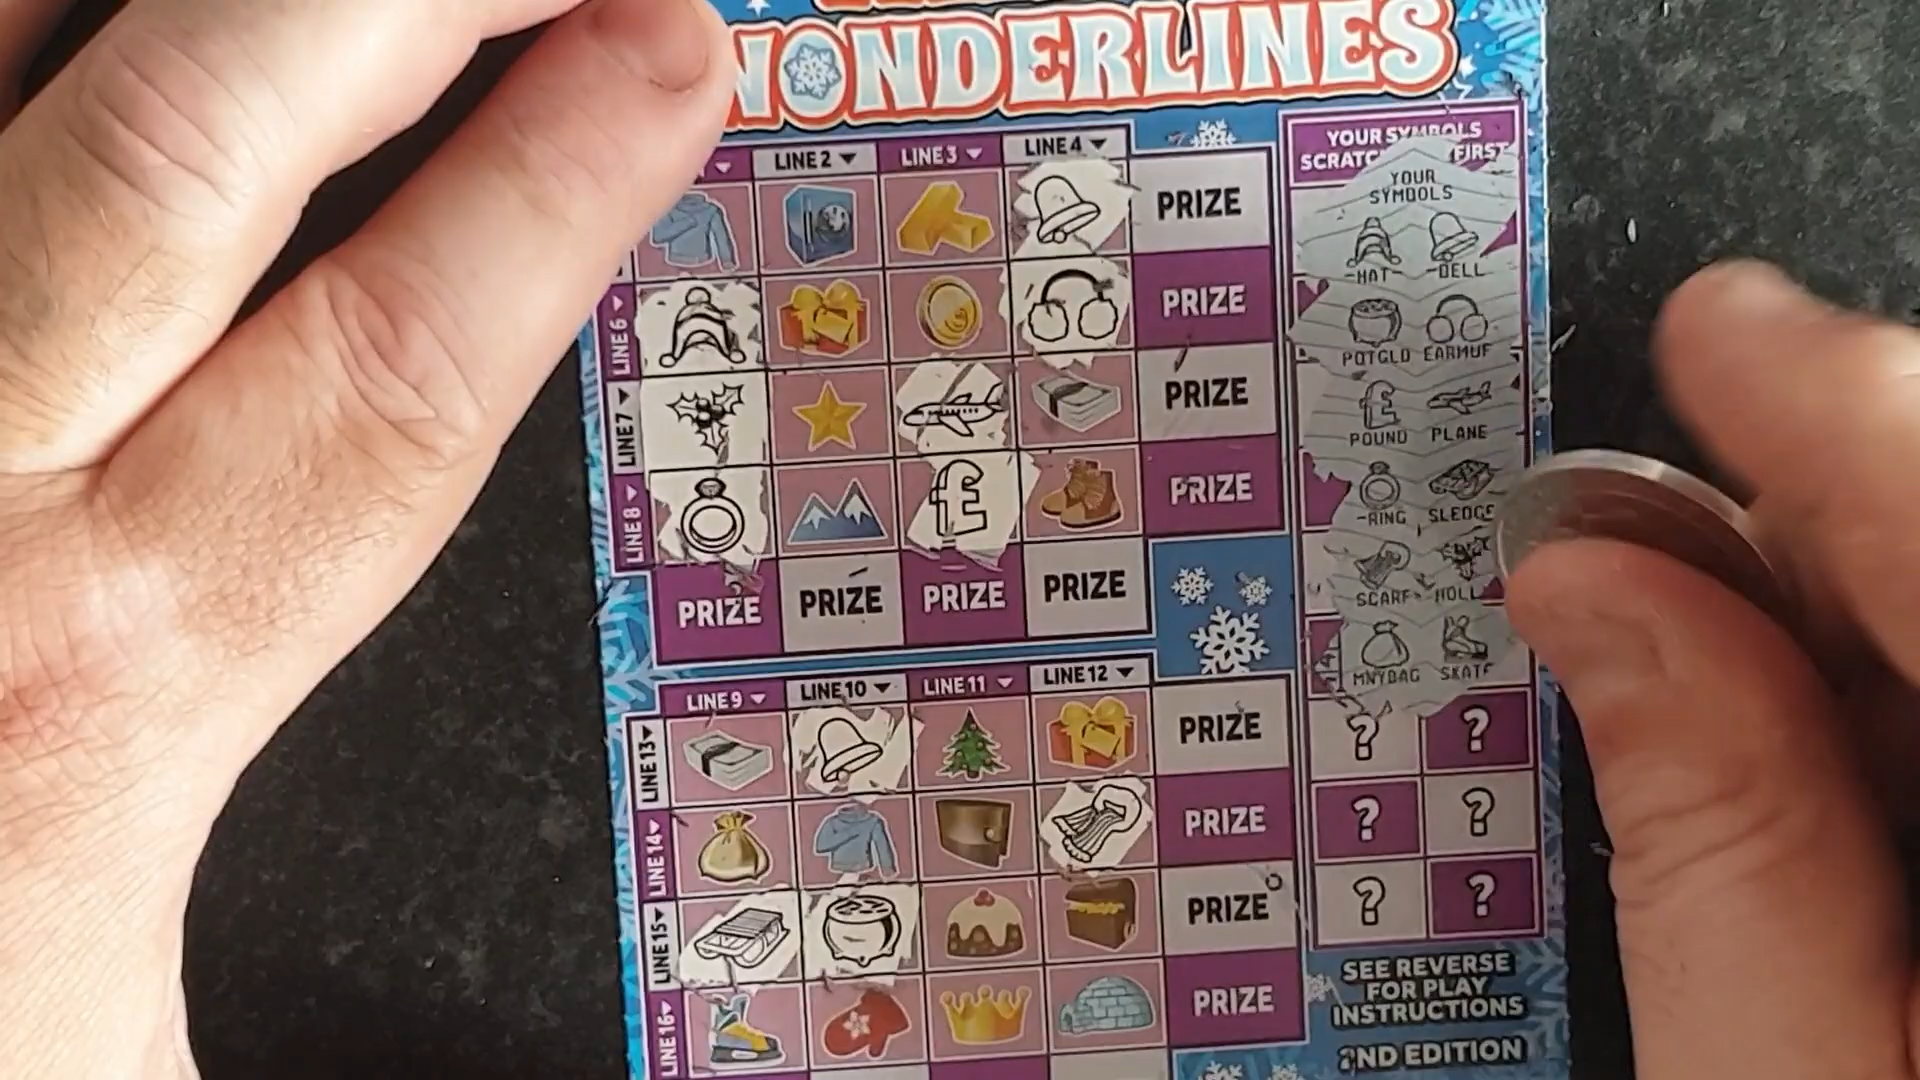 WONDERLINES
LINE 2 LINE 3 LINE 4
YOUR SYMBOLS
FIRST
YOUR
SYMBOLS
PRIZE
-HAT- -BELL
LINE 6
PRIZE
POTGLD EARMUF
LINE 7
PRIZE
POUND PLANE
LINE 8
£
PRIZE
-RING SLEDGE
PRIZE PRIZE PRIZE PRIZE
SCARF- HOLL
MNYBAG SKATE
LINE 9 LINE 10 LINE 11 LINE 12
LINE 13
PRIZE
? ?
LINE 14
PRIZE
? ?
LINE 15
PRIZE
? ?
LINE 16
PRIZE
SEE REVERSE
FOR PLAY
INSTRUCTIONS
2ND EDITION